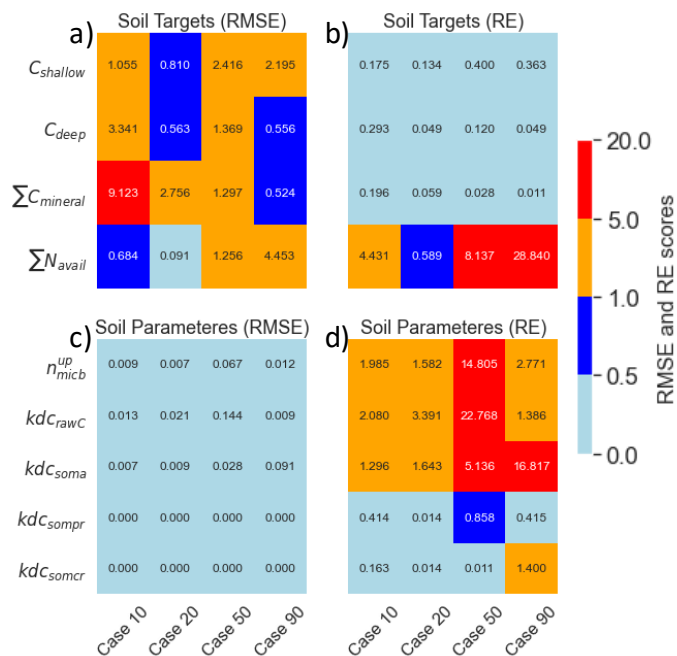 a) Soil Targets (RMSE)
b) Soil Targets (RE)
C_shallow 1.055 0.810 2.416 2.195 0.175 0.134 0.400 0.363
C_deep 3.341 0.563 1.369 0.556 0.293 0.049 0.120 0.049
∑C_mineral 9.123 2.756 1.297 0.524 0.196 0.059 0.028 0.011
∑N_avail 0.684 0.091 1.256 4.453 4.431 0.589 8.137 28.840
c) Soil Parameteres (RMSE)
d) Soil Parameteres (RE)
n^up_micb 0.009 0.007 0.067 0.012 1.985 1.582 14.805 2.771
kdc_rawC 0.013 0.021 0.144 0.009 2.080 3.391 22.768 1.386
kdc_soma 0.007 0.009 0.028 0.091 1.296 1.643 5.136 16.817
kdc_sompr 0.000 0.000 0.000 0.000 0.414 0.014 0.858 0.415
kdc_somcr 0.000 0.000 0.000 0.000 0.163 0.014 0.011 1.400
Case 10 Case 20 Case 50 Case 90 Case 10 Case 20 Case 50 Case 90
20.0
5.0
1.0
0.5
0.0
RMSE and RE scores